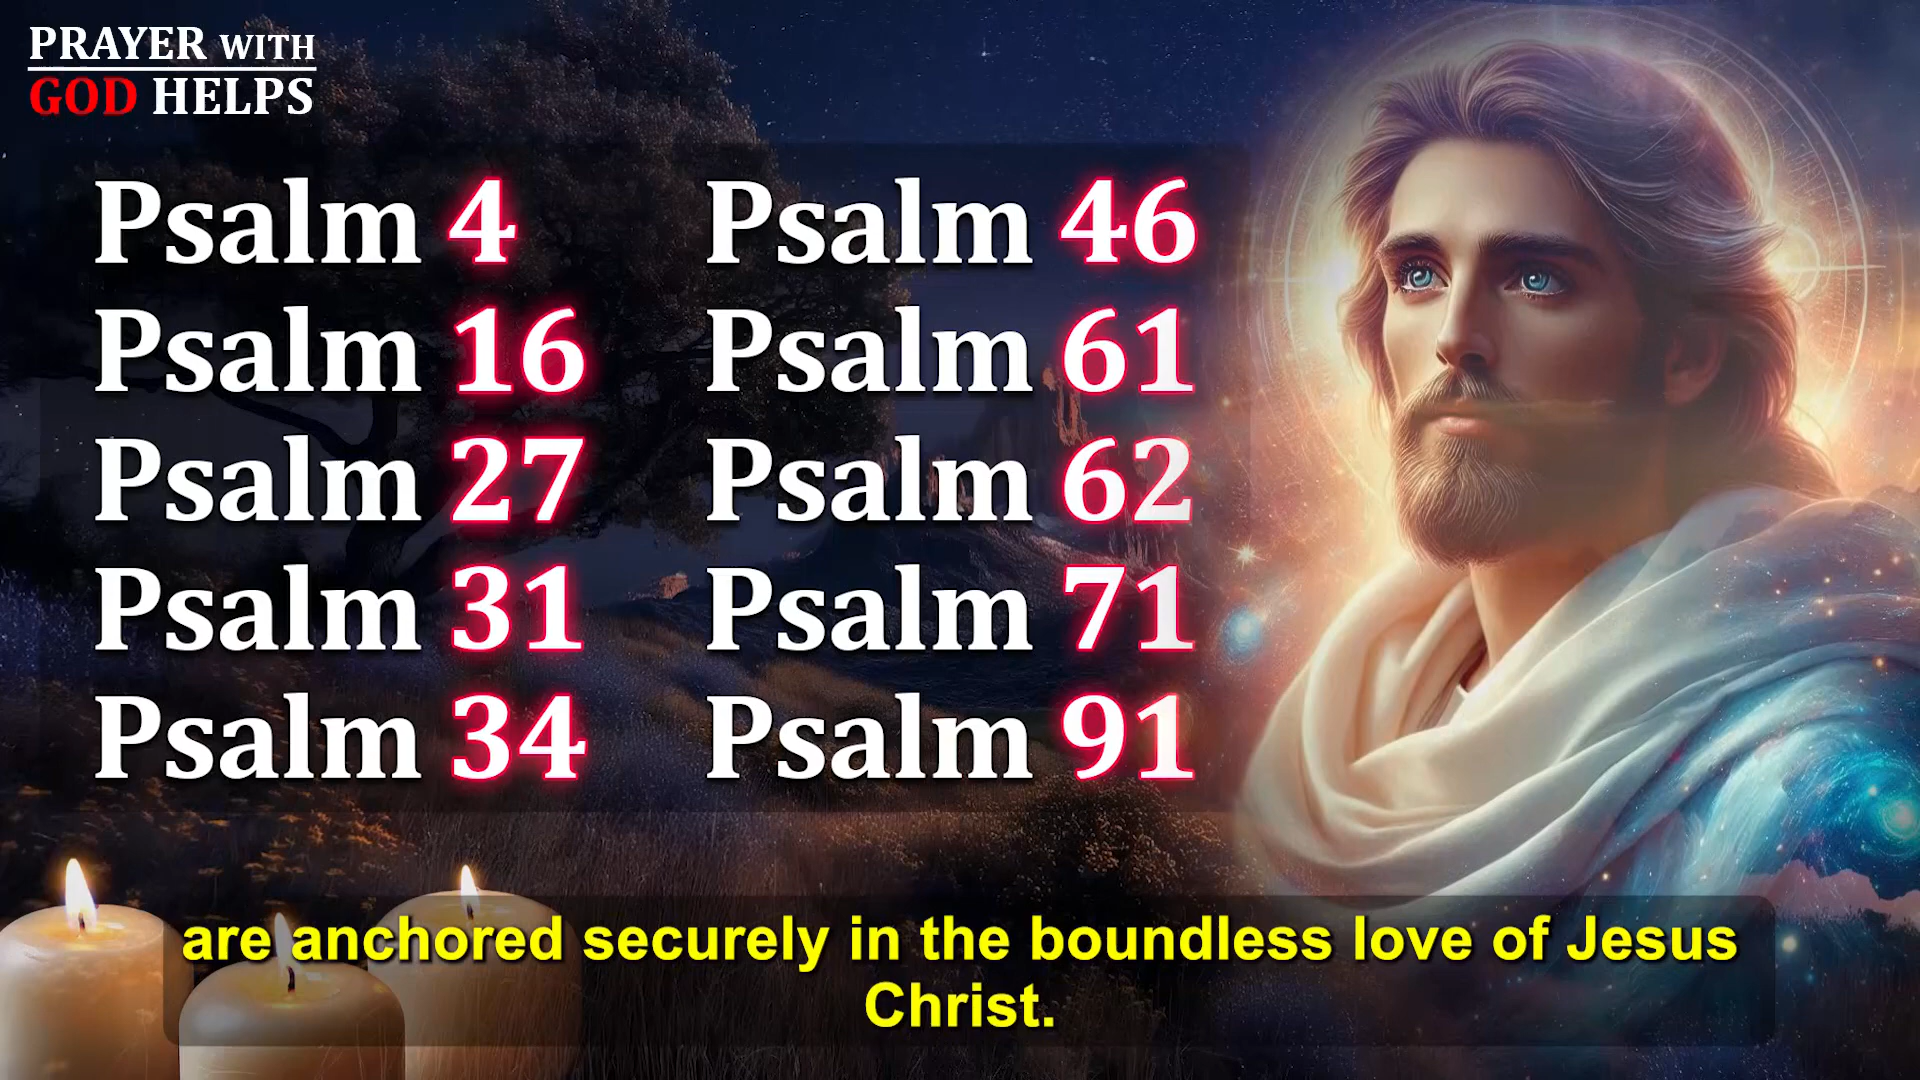 PRAYER WITH
GOD HELPS
Psalm 4
Psalm 16
Psalm 27
Psalm 31
Psalm 34
Psalm 46
Psalm 61
Psalm 62
Psalm 71
Psalm 91
are anchored securely in the boundless love of Jesus
Christ.